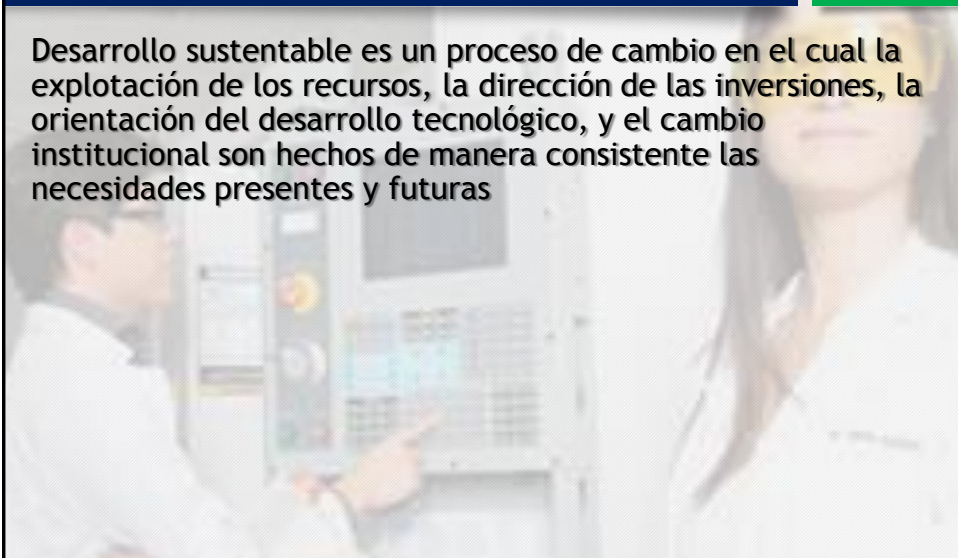 Desarrollo sustentable es un proceso de cambio en el cual la
explotación de los recursos, la dirección de las inversiones, la
orientación del desarrollo tecnológico, y el cambio
institucional son hechos de manera consistente las
necesidades presentes y futuras